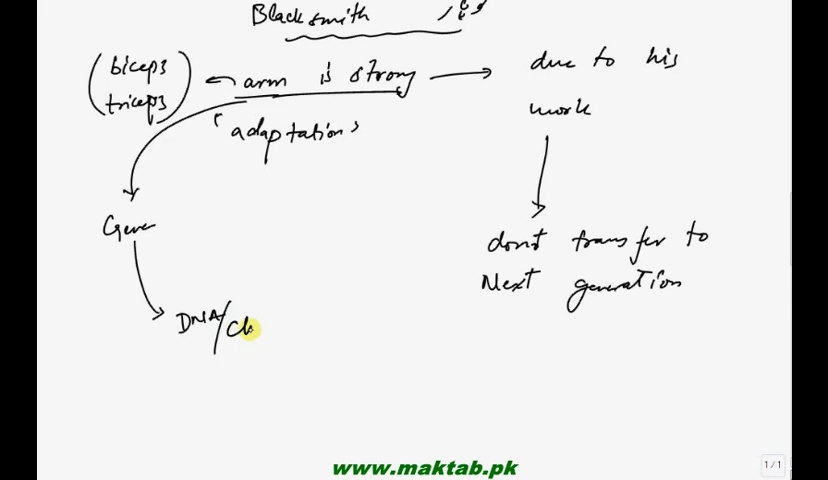 Blacksmith
(biceps
triceps)
arm is strong
(adaptation)
due to his
work
Gene
dont transfer to
Next generation
DNA/Ch
www.maktab.pk
1/1